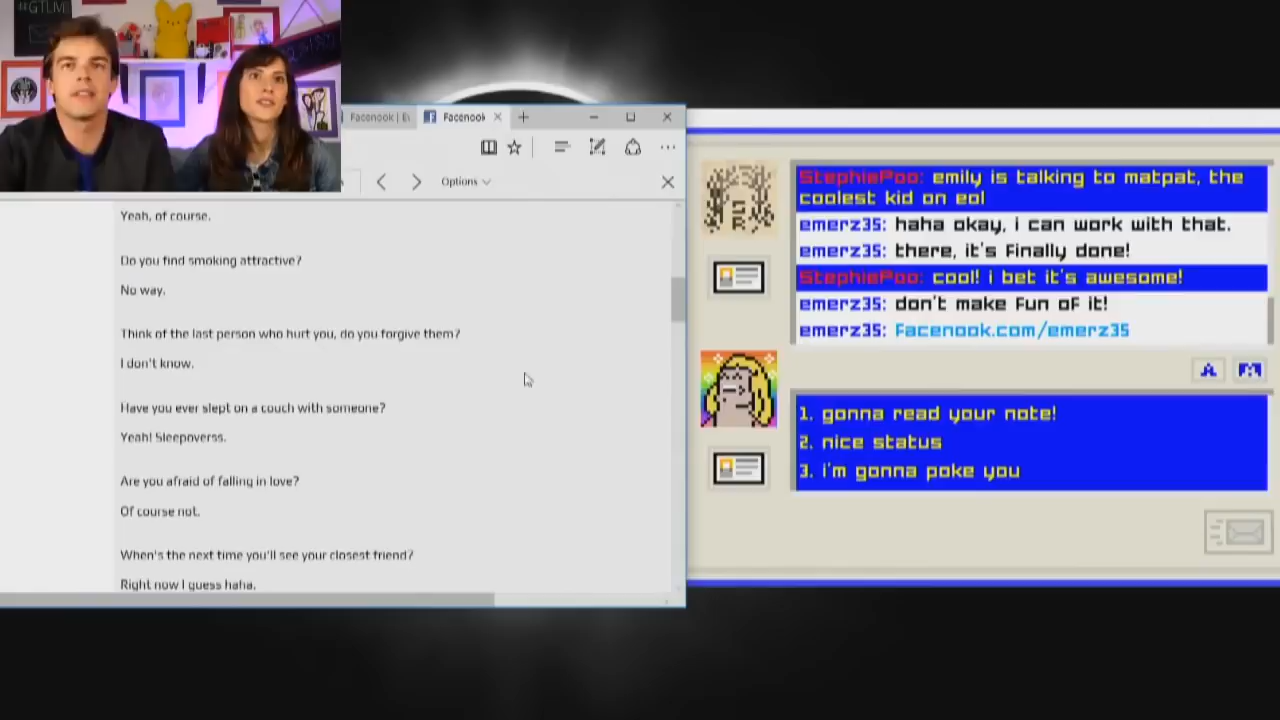 #GTLIVE
Facenook | E
Facenook
Options
Yeah, of course.
Do you find smoking attractive?
No way.
Think of the last person who hurt you, do you forgive them?
I don't know.
Have you ever slept on a couch with someone?
Yeah! Sleepoverss.
Are you afraid of falling in love?
Of course not.
When's the next time you'll see your closest friend?
Right now I guess haha.
StephiePoo: emily is talking to matpat, the
coolest kid on eol
emerz35: haha okay, i can work with that.
emerz35: there, it's finally done!
StephiePoo: cool! i bet it's awesome!
emerz35: don't make fun of it!
emerz35: Facenook.com/emerz35
A
1. gonna read your note!
2. nice status
3. i'm gonna poke you